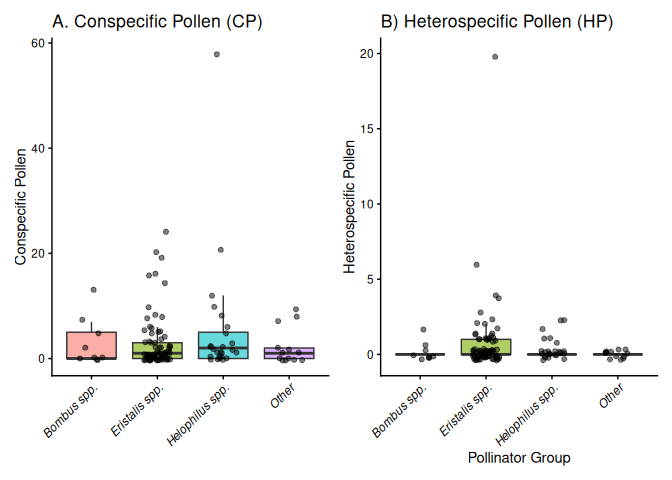 A. Conspecific Pollen (CP)
Conspecific Pollen
60
40
20
0
Bombus spp.
Eristalis spp.
Helophilus spp.
Other
B) Heterospecific Pollen (HP)
Heterospecific Pollen
20
15
10
5
0
Bombus spp.
Eristalis spp.
Helophilus spp.
Other
Pollinator Group